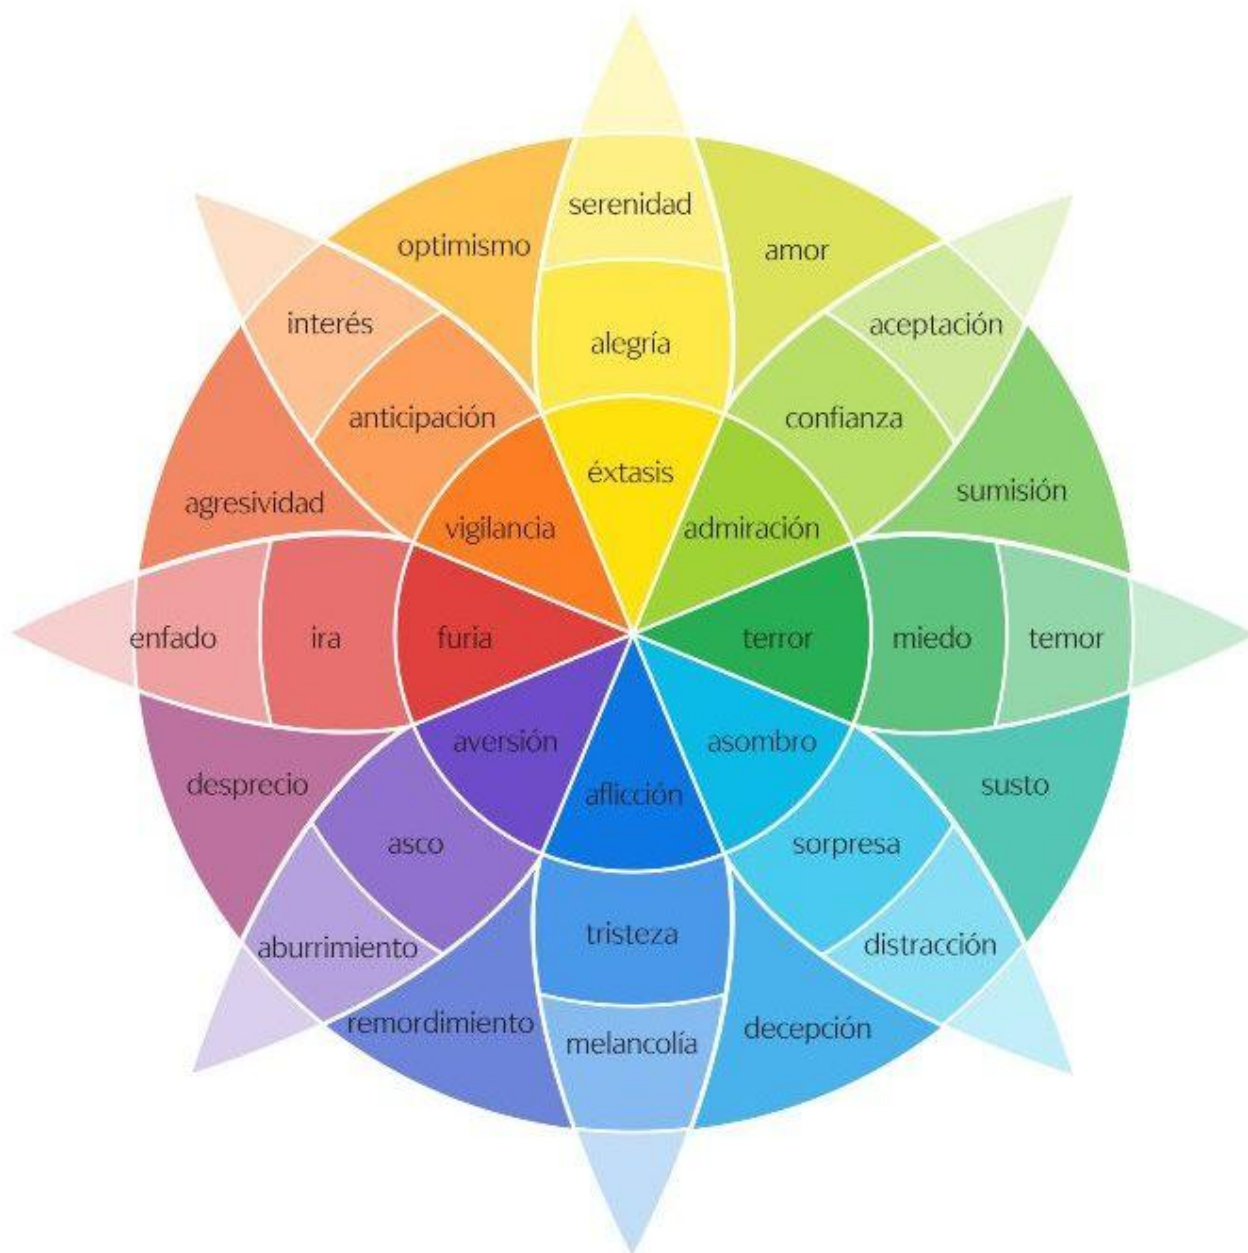 serenidad
optimismo
amor
interés
aceptación
alegría
anticipación
confianza
éxtasis
agresividad
sumisión
vigilancia
admiración
enfado
ira
furia
terror
miedo
temor
aversión
asombro
desprecio
susto
aflicción
asco
sorpresa
tristeza
aburrimiento
distracción
remordimiento
decepción
melancolía